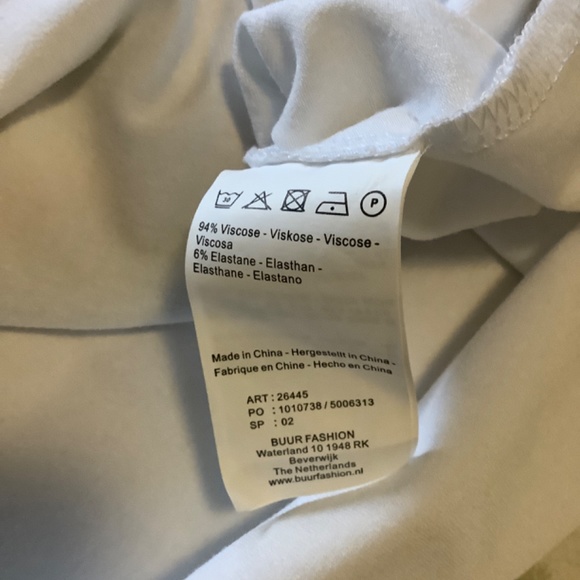 30
P
94% Viscose - Viskose - Viscose -
Viscosa
6% Elastane - Elasthan -
Elasthane - Elastano
Made in China - Hergestellt in China -
Fabrique en Chine - Hecho en China
ART : 26445
PO : 1010738 / 5006313
SP : 02
BUUR FASHION
Waterland 10 1948 RK
Beverwijk
The Netherlands
www.buurfashion.nl